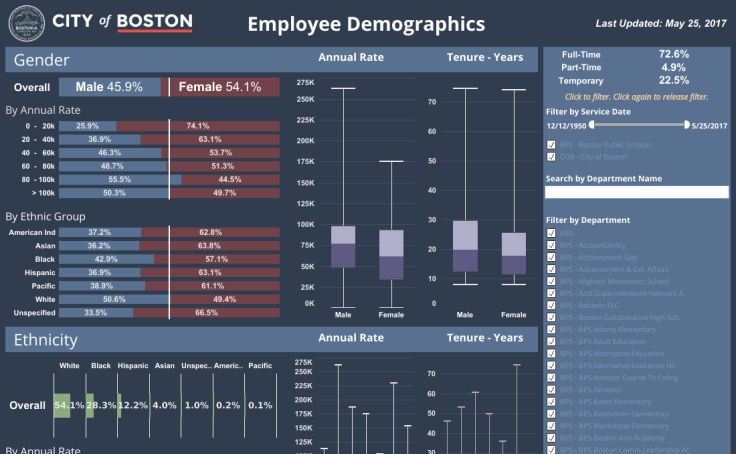 CITY of BOSTON
Employee Demographics
Last Updated: May 25, 2017
Gender
Overall
Male 45.9%
Female 54.1%
By Annual Rate
0 - 20k 25.9% 74.1%
20 - 40k 36.9% 63.1%
40 - 60k 46.3% 53.7%
60 - 80k 48.7% 51.3%
80 - 100k 55.5% 44.5%
> 100k 50.3% 49.7%
By Ethnic Group
American Ind 37.2% 62.8%
Asian 36.2% 63.8%
Black 42.9% 57.1%
Hispanic 36.9% 63.1%
Pacific 38.9% 61.1%
White 50.6% 49.4%
Unspecified 33.5% 66.5%
Annual Rate
275K
250K
225K
200K
175K
150K
125K
100K
75K
50K
25K
0K
Male Female
Tenure - Years
70
60
50
40
30
20
10
0
Male Female
Full-Time 72.6%
Part-Time 4.9%
Temporary 22.5%
Click to filter. Click again to release filter.
Filter by Service Date
12/12/1950 5/25/2017
BPS - Boston Public Schools
COB - City of Boston
Search by Department Name
Filter by Department
(All)
BPS - Accountability
BPS - Achievement Gap
BPS - Advancement & Ext. Affairs
BPS - Alighieri Montessori School
BPS - Asst Superintendent Network A
BPS - Baldwin ELC
BPS - Boston Collaborative High Sch
BPS - BPS Adams Elementary
BPS - BPS Adult Education
BPS - BPS Alternative Education
BPS - BPS Alternative Education HS
BPS - BPS Another Course To Colleg
BPS - BPS Athletics
BPS - BPS Bates Elementary
BPS - BPS Beethoven Elementary
BPS - BPS Blackstone Elementary
BPS - BPS Boston Arts Academy
BPS - BPS Boston Comm Leadership Ac
Ethnicity
White Black Hispanic Asian Unspec.. Americ.. Pacific
Overall 54.1% 28.3% 12.2% 4.0% 1.0% 0.2% 0.1%
By Annual Rate
Annual Rate
275K
250K
225K
200K
175K
150K
125K
100K
Tenure - Years
70
60
50
40
30